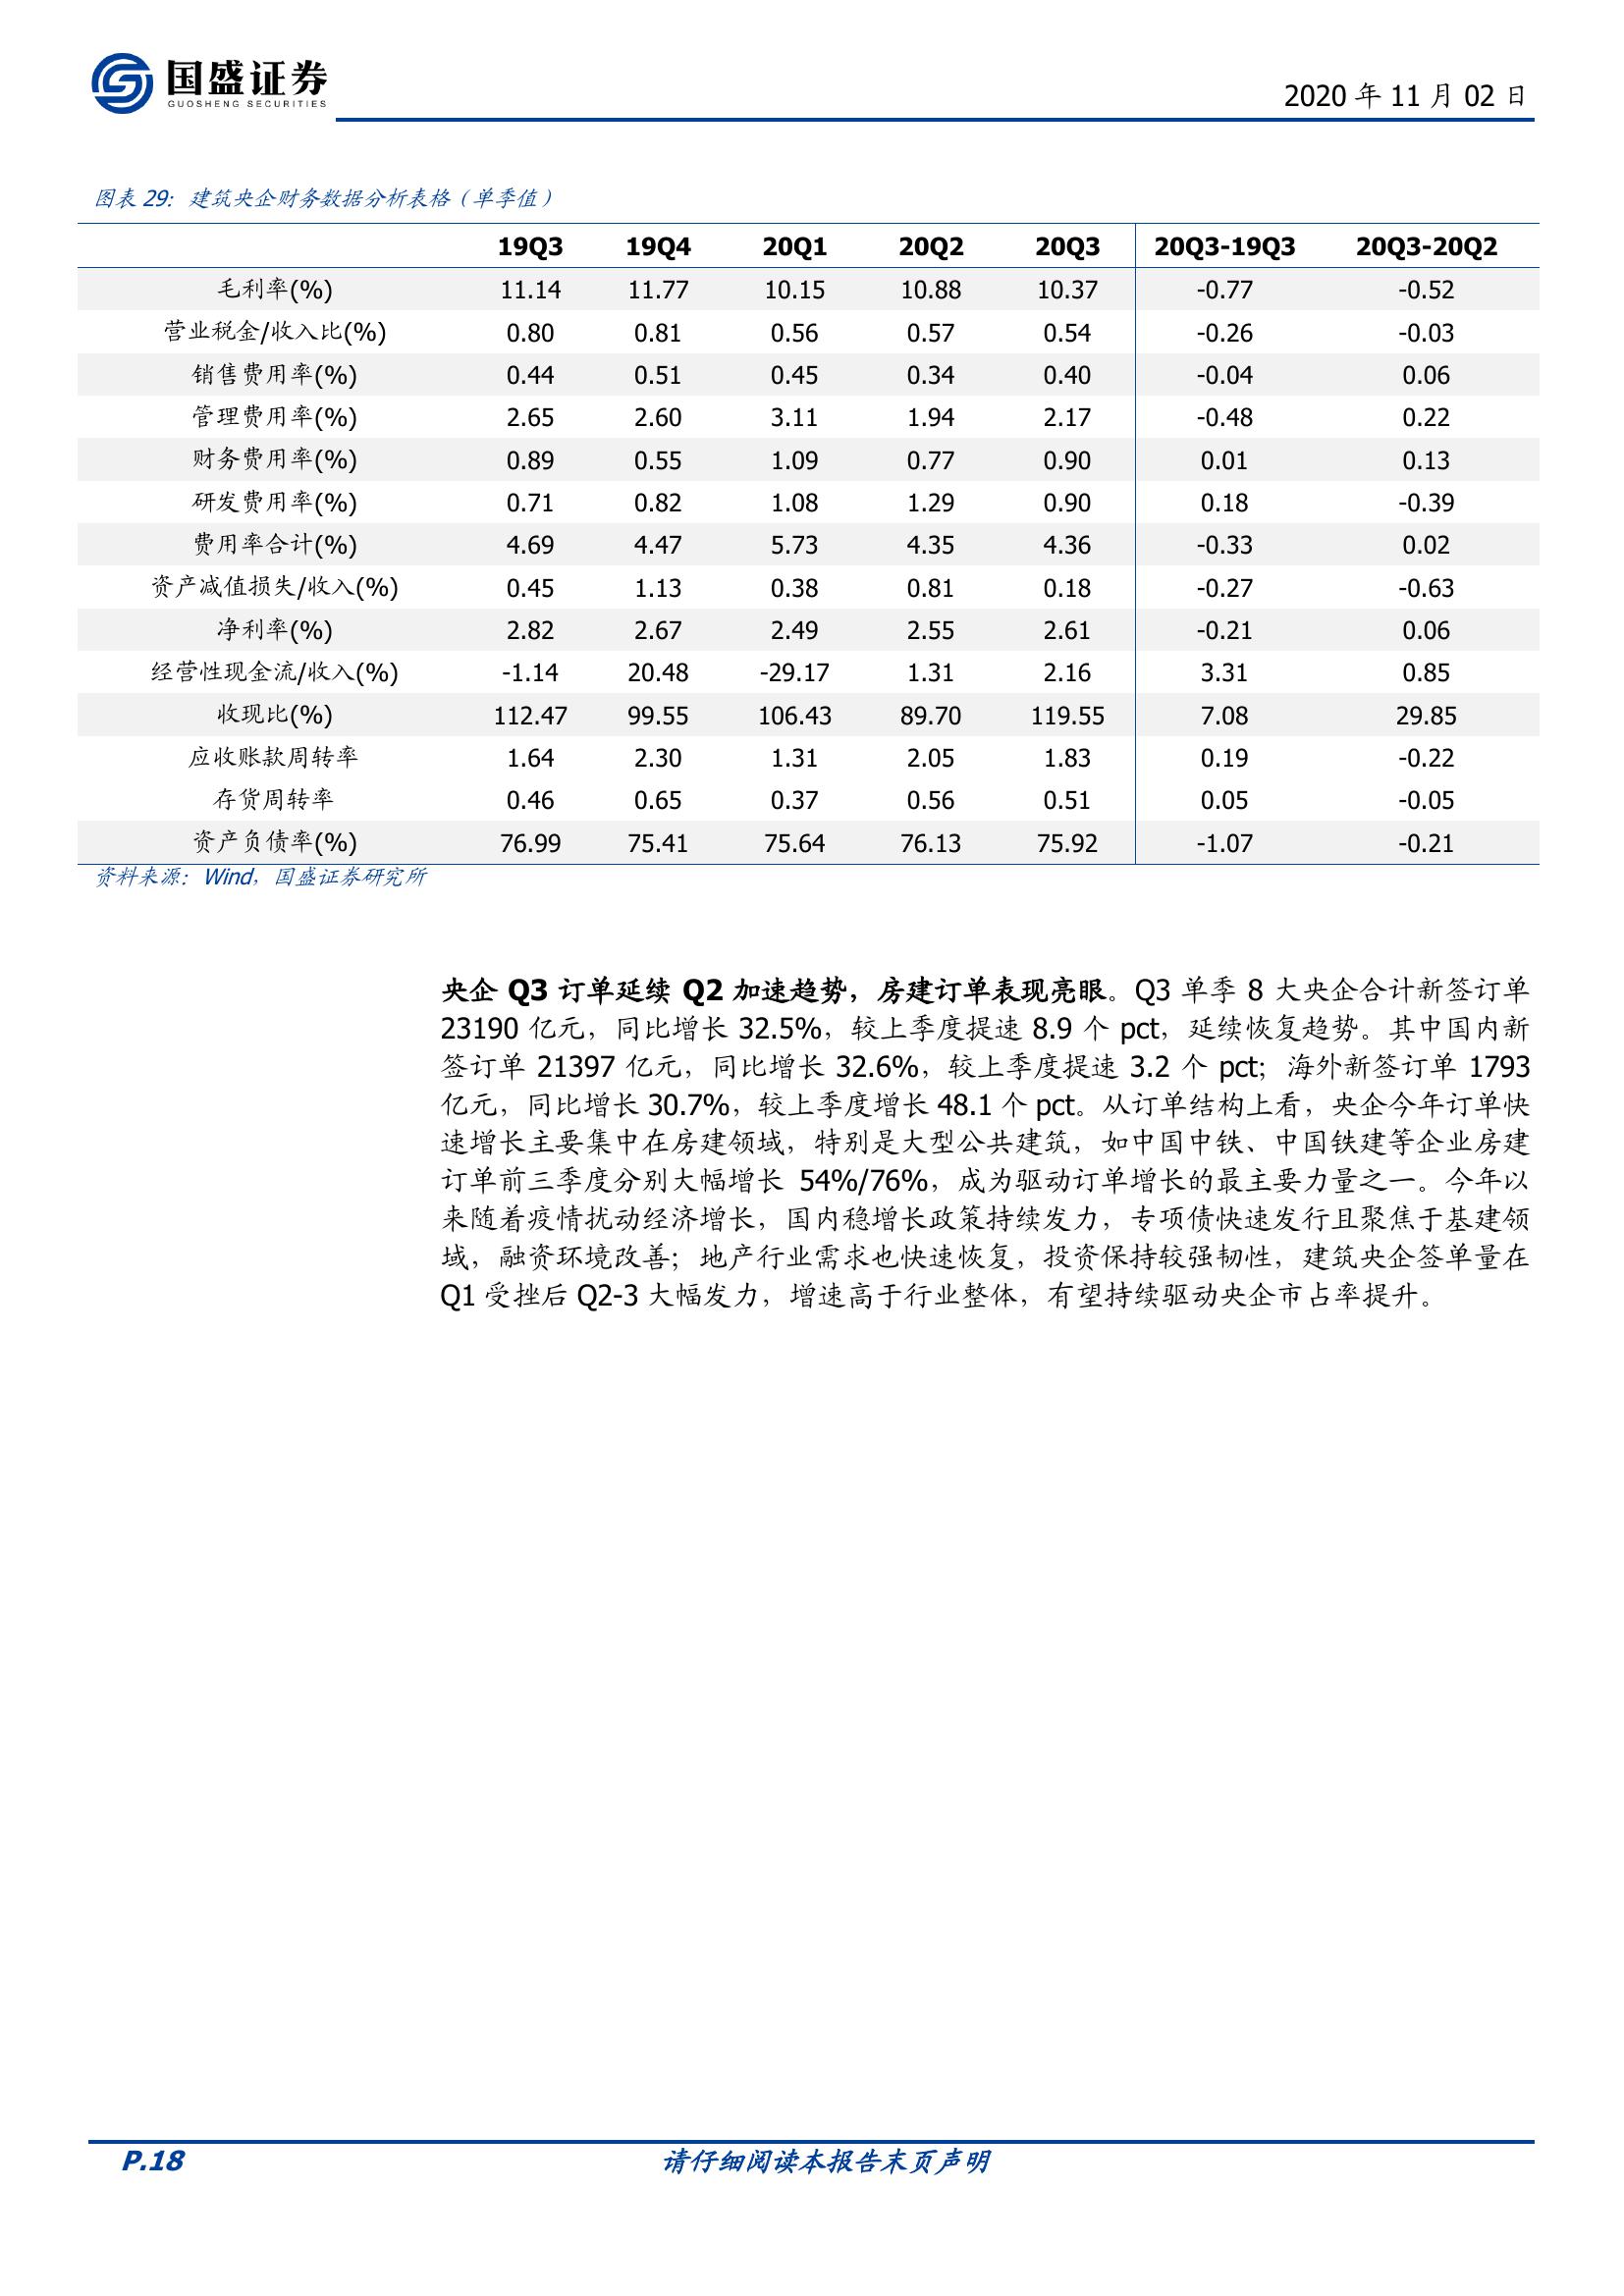 国盛证券
GUOSHENG SECURITIES
2020 年 11 月 02 日
图表 29：建筑央企财务数据分析表格（单季值）
19Q3 19Q4 20Q1 20Q2 20Q3 20Q3-19Q3 20Q3-20Q2
毛利率(%) 11.14 11.77 10.15 10.88 10.37 -0.77 -0.52
营业税金/收入比(%) 0.80 0.81 0.56 0.57 0.54 -0.26 -0.03
销售费用率(%) 0.44 0.51 0.45 0.34 0.40 -0.04 0.06
管理费用率(%) 2.65 2.60 3.11 1.94 2.17 -0.48 0.22
财务费用率(%) 0.89 0.55 1.09 0.77 0.90 0.01 0.13
研发费用率(%) 0.71 0.82 1.08 1.29 0.90 0.18 -0.39
费用率合计(%) 4.69 4.47 5.73 4.35 4.36 -0.33 0.02
资产减值损失/收入(%) 0.45 1.13 0.38 0.81 0.18 -0.27 -0.63
净利率(%) 2.82 2.67 2.49 2.55 2.61 -0.21 0.06
经营性现金流/收入(%) -1.14 20.48 -29.17 1.31 2.16 3.31 0.85
收现比(%) 112.47 99.55 106.43 89.70 119.55 7.08 29.85
应收账款周转率 1.64 2.30 1.31 2.05 1.83 0.19 -0.22
存货周转率 0.46 0.65 0.37 0.56 0.51 0.05 -0.05
资产负债率(%) 76.99 75.41 75.64 76.13 75.92 -1.07 -0.21
资料来源：Wind，国盛证券研究所
央企 Q3 订单延续 Q2 加速趋势，房建订单表现亮眼。Q3 单季 8 大央企合计新签订单
23190 亿元，同比增长 32.5%，较上季度提速 8.9 个 pct，延续恢复趋势。其中国内新
签订单 21397 亿元，同比增长 32.6%，较上季度提速 3.2 个 pct；海外新签订单 1793
亿元，同比增长 30.7%，较上季度增长 48.1 个 pct。从订单结构上看，央企今年订单快
速增长主要集中在房建领域，特别是大型公共建筑，如中国中铁、中国铁建等企业房建
订单前三季度分别大幅增长 54%/76%，成为驱动订单增长的最主要力量之一。今年以
来随着疫情扰动经济增长，国内稳增长政策持续发力，专项债快速发行且聚焦于基建领
域，融资环境改善；地产行业需求也快速恢复，投资保持较强韧性，建筑央企签单量在
Q1 受挫后 Q2-3 大幅发力，增速高于行业整体，有望持续驱动央企市占率提升。
P.18 请仔细阅读本报告末页声明